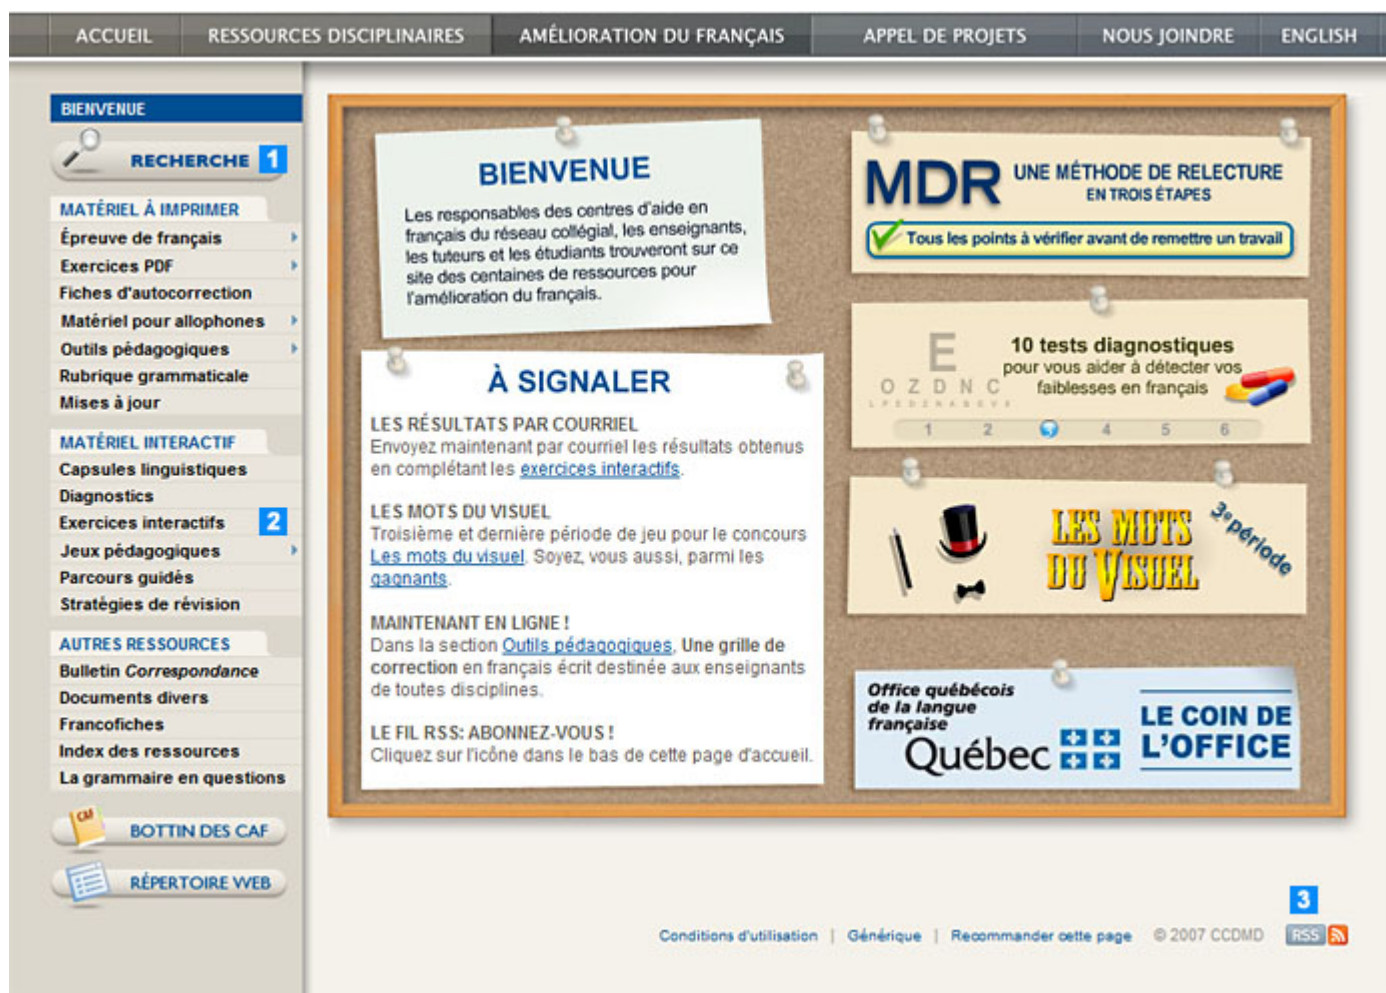 ACCUEIL RESSOURCES DISCIPLINAIRES AMÉLIORATION DU FRANÇAIS APPEL DE PROJETS NOUS JOINDRE ENGLISH
BIENVENUE
RECHERCHE 1
MATÉRIEL À IMPRIMER
Épreuve de français
Exercices PDF
Fiches d'autocorrection
Matériel pour allophones
Outils pédagogiques
Rubrique grammaticale
Mises à jour
MATÉRIEL INTERACTIF
Capsules linguistiques
Diagnostics
Exercices interactifs 2
Jeux pédagogiques
Parcours guidés
Stratégies de révision
AUTRES RESSOURCES
Bulletin Correspondance
Documents divers
Francofiches
Index des ressources
La grammaire en questions
CAF
BOTTIN DES CAF
RÉPERTOIRE WEB
BIENVENUE
Les responsables des centres d'aide en
français du réseau collégial, les enseignants,
les tuteurs et les étudiants trouveront sur ce
site des centaines de ressources pour
l'amélioration du français.
À SIGNALER
LES RÉSULTATS PAR COURRIEL
Envoyez maintenant par courriel les résultats obtenus
en complétant les exercices interactifs.
LES MOTS DU VISUEL
Troisième et dernière période de jeu pour le concours
Les mots du visuel. Soyez, vous aussi, parmi les
gagnants.
MAINTENANT EN LIGNE !
Dans la section Outils pédagogiques, Une grille de
correction en français écrit destinée aux enseignants
de toutes disciplines.
LE FIL RSS: ABONNEZ-VOUS !
Cliquez sur l'icône dans le bas de cette page d'accueil.
MDR UNE MÉTHODE DE RELECTURE
EN TROIS ÉTAPES
Tous les points à vérifier avant de remettre un travail
E
O Z D N C
10 tests diagnostiques
pour vous aider à détecter vos
faiblesses en français
1 2 4 5 6
LES MOTS
DU VISUEL
3e période
Office québécois
de la langue
française
Québec
LE COIN DE
L'OFFICE
3
Conditions d'utilisation | Générique | Recommander cette page © 2007 CCDMD RSS